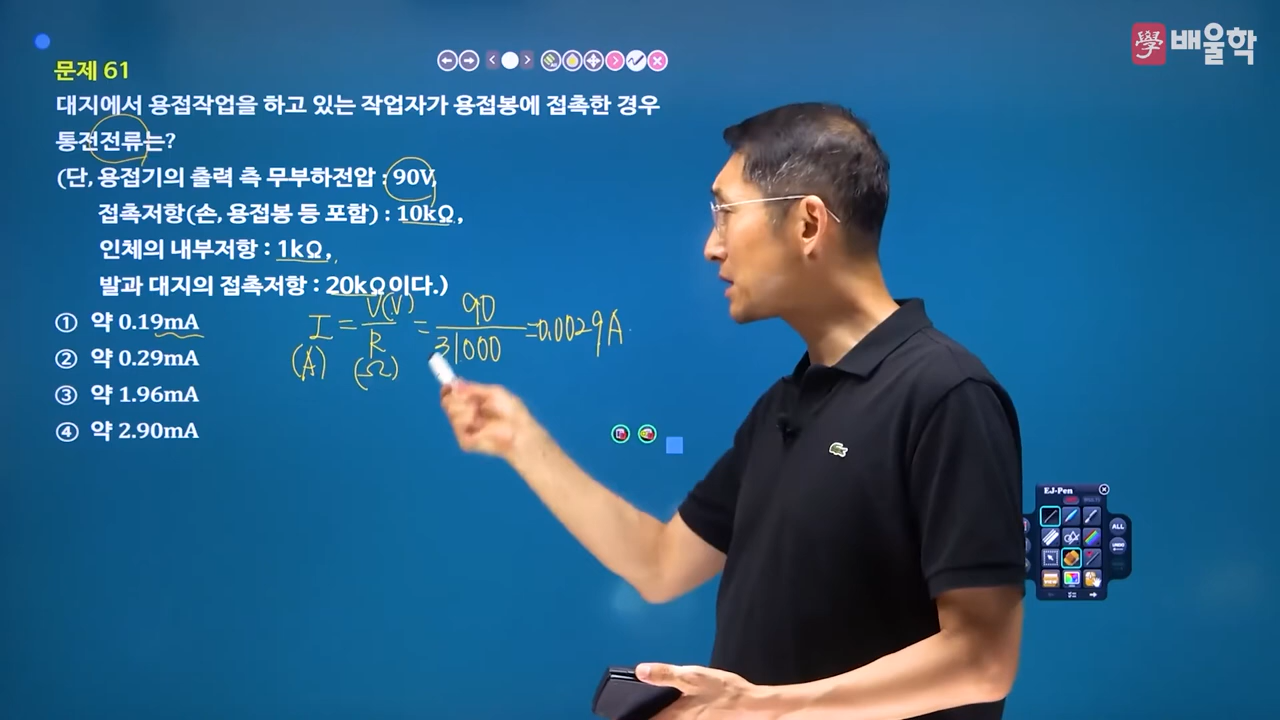 學 배울학
문제 61
대지에서 용접작업을 하고 있는 작업자가 용접봉에 접촉한 경우
통전전류는?
(단, 용접기의 출력 측 무부하전압 : 90V,
접촉저항(손, 용접봉 등 포함) : 10kΩ,
인체의 내부저항 : 1kΩ,
발과 대지의 접촉저항 : 20kΩ이다.)
① 약 0.19mA
② 약 0.29mA
③ 약 1.96mA
④ 약 2.90mA
I = V(V) / R = 90 / 31000 = 0.0029A.
(A) (Ω)
EJ-Pen
ALL
UNDO